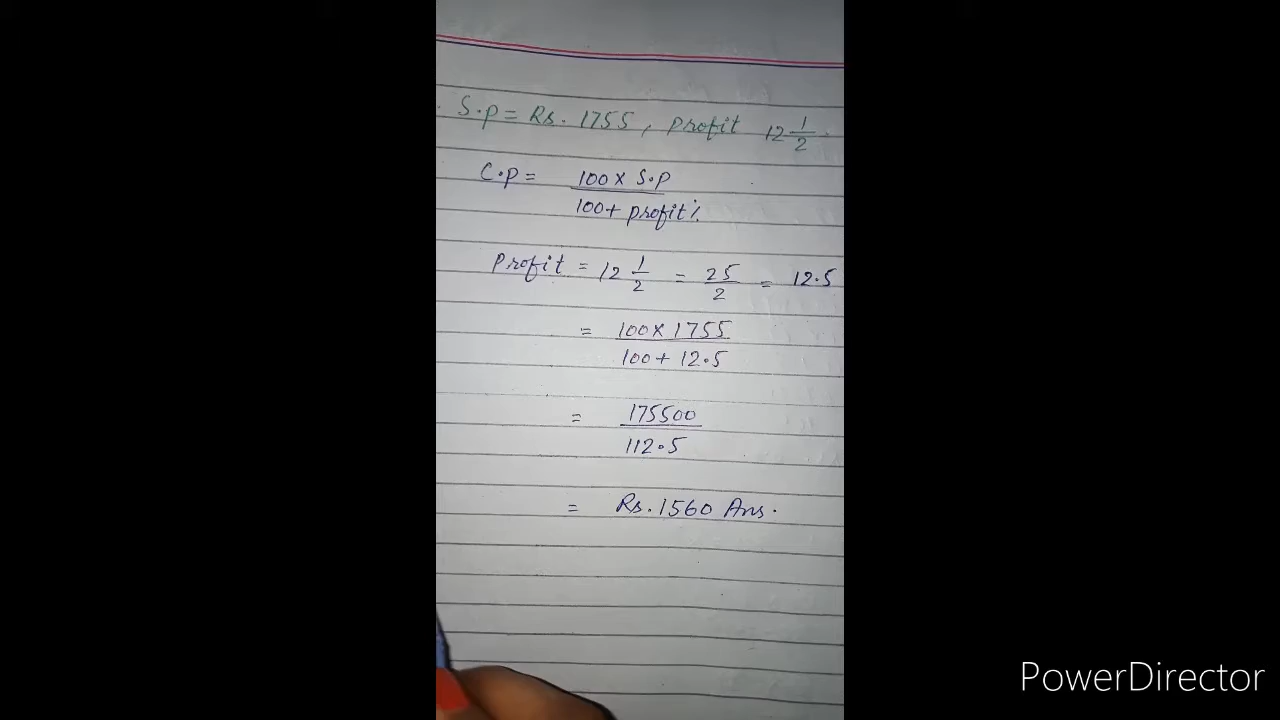 S.p = Rs. 1755, profit 12 1/2.
C.p = 100 x S.p / 100 + profit%
Profit = 12 1/2 = 25/2 = 12.5
= 100 x 1755 / 100 + 12.5
= 175500 / 112.5
= Rs. 1560 Ans.
PowerDirector